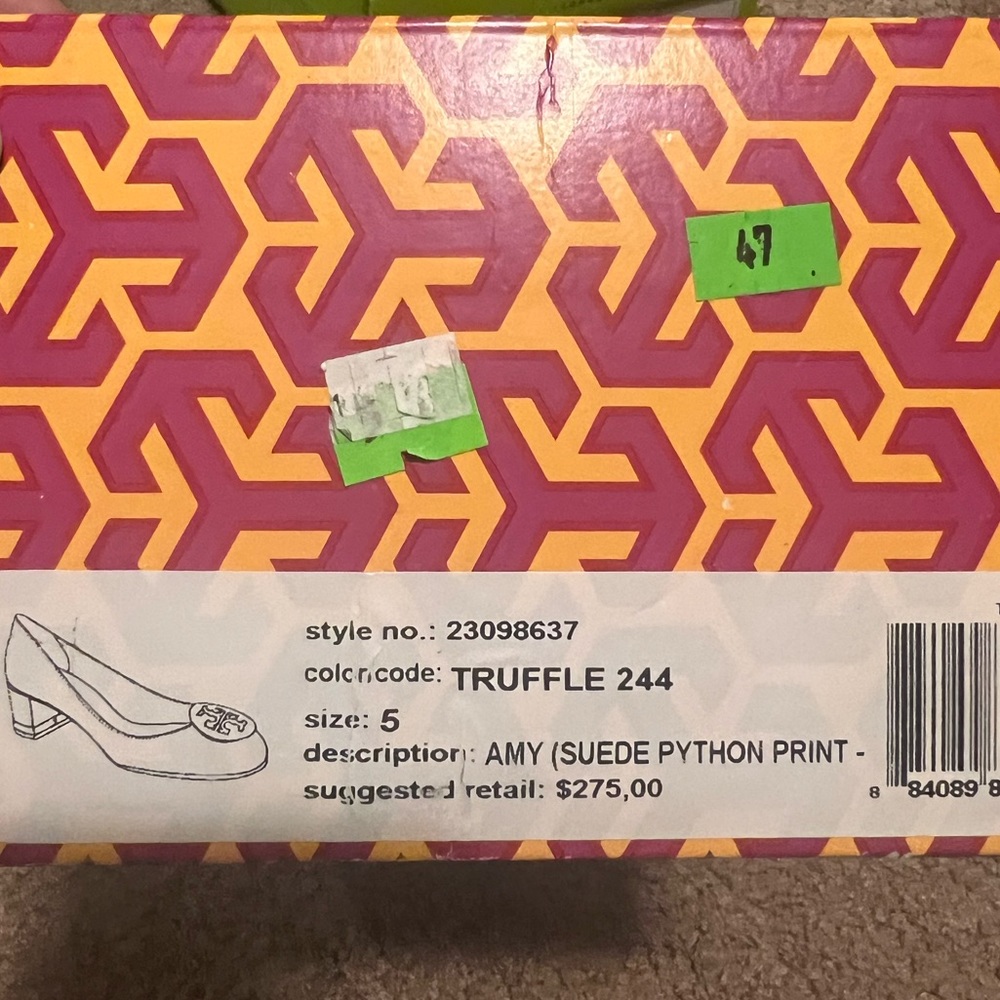 47
style no.: 23098637
color code: TRUFFLE 244
size: 5
description: AMY (SUEDE PYTHON PRINT -
suggested retail: $275,00
8 84089 8